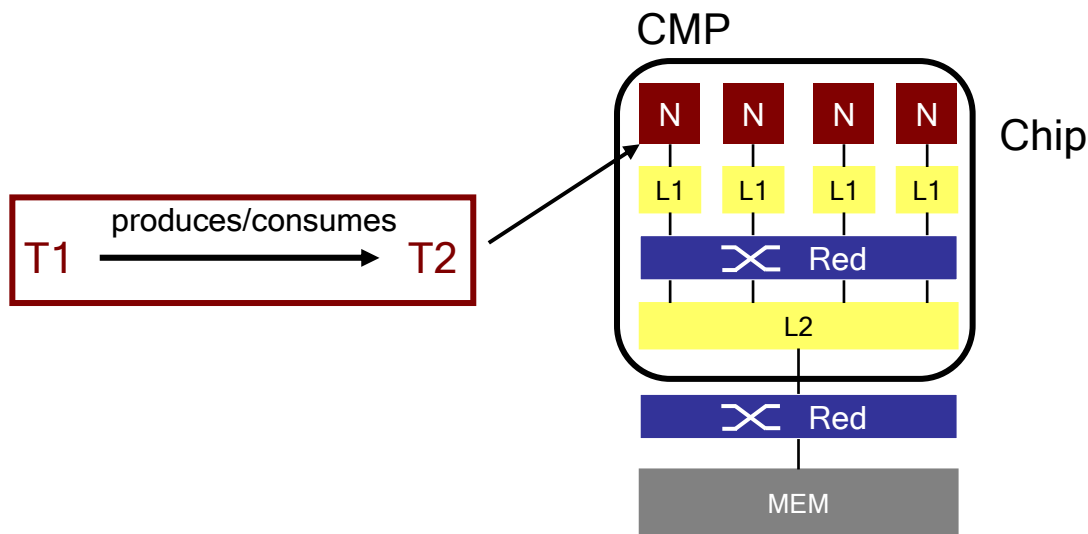 CMP
N N N N
Chip
L1 L1 L1 L1
produces/consumes
T1 T2
Red
L2
Red
MEM